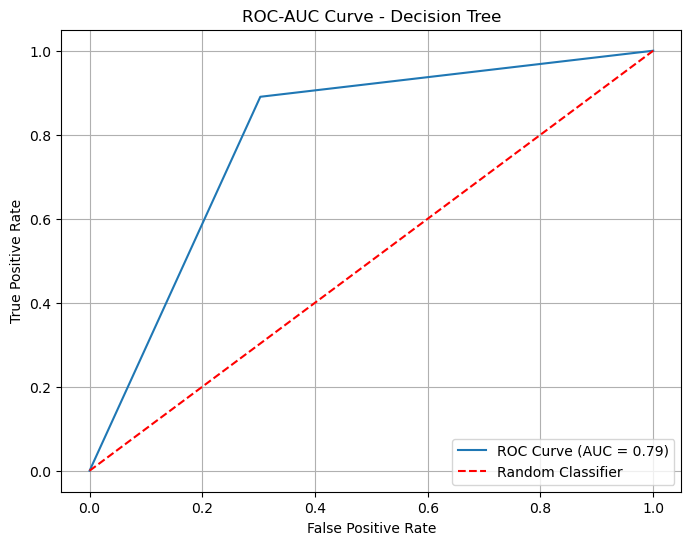 ROC-AUC Curve - Decision Tree
1.0
0.8
0.6
0.4
0.2
0.0
True Positive Rate
ROC Curve (AUC = 0.79)
Random Classifier
0.0 0.2 0.4 0.6 0.8 1.0
False Positive Rate